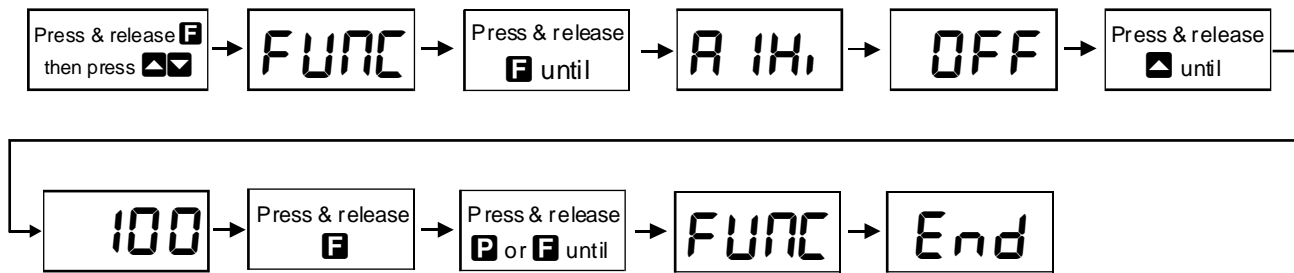 Press & release F
then press
FUNC
Press & release
F until
A1Hi
OFF
Press & release
until
100
Press & release
F
Press & release
P or F until
FUNC
End